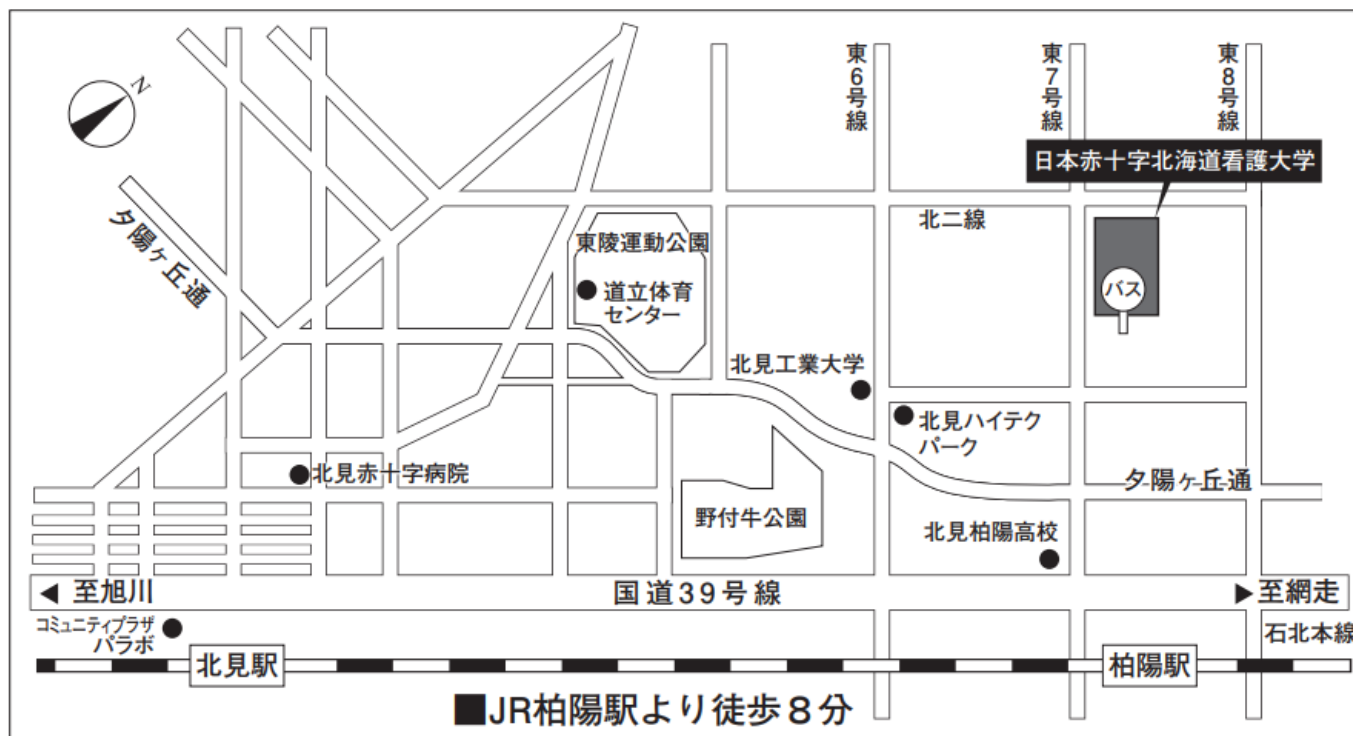 N
東6号線
東7号線
東8号線
日本赤十字北海道看護大学
夕陽ヶ丘通
北二線
東陵運動公園
道立体育
センター
バス
北見工業大学
北見ハイテク
パーク
北見赤十字病院
夕陽ヶ丘通
野付牛公園
北見柏陽高校
至旭川
国道39号線
至網走
コミュニティプラザ
パラボ
石北本線
北見駅
柏陽駅
■JR柏陽駅より徒歩8分